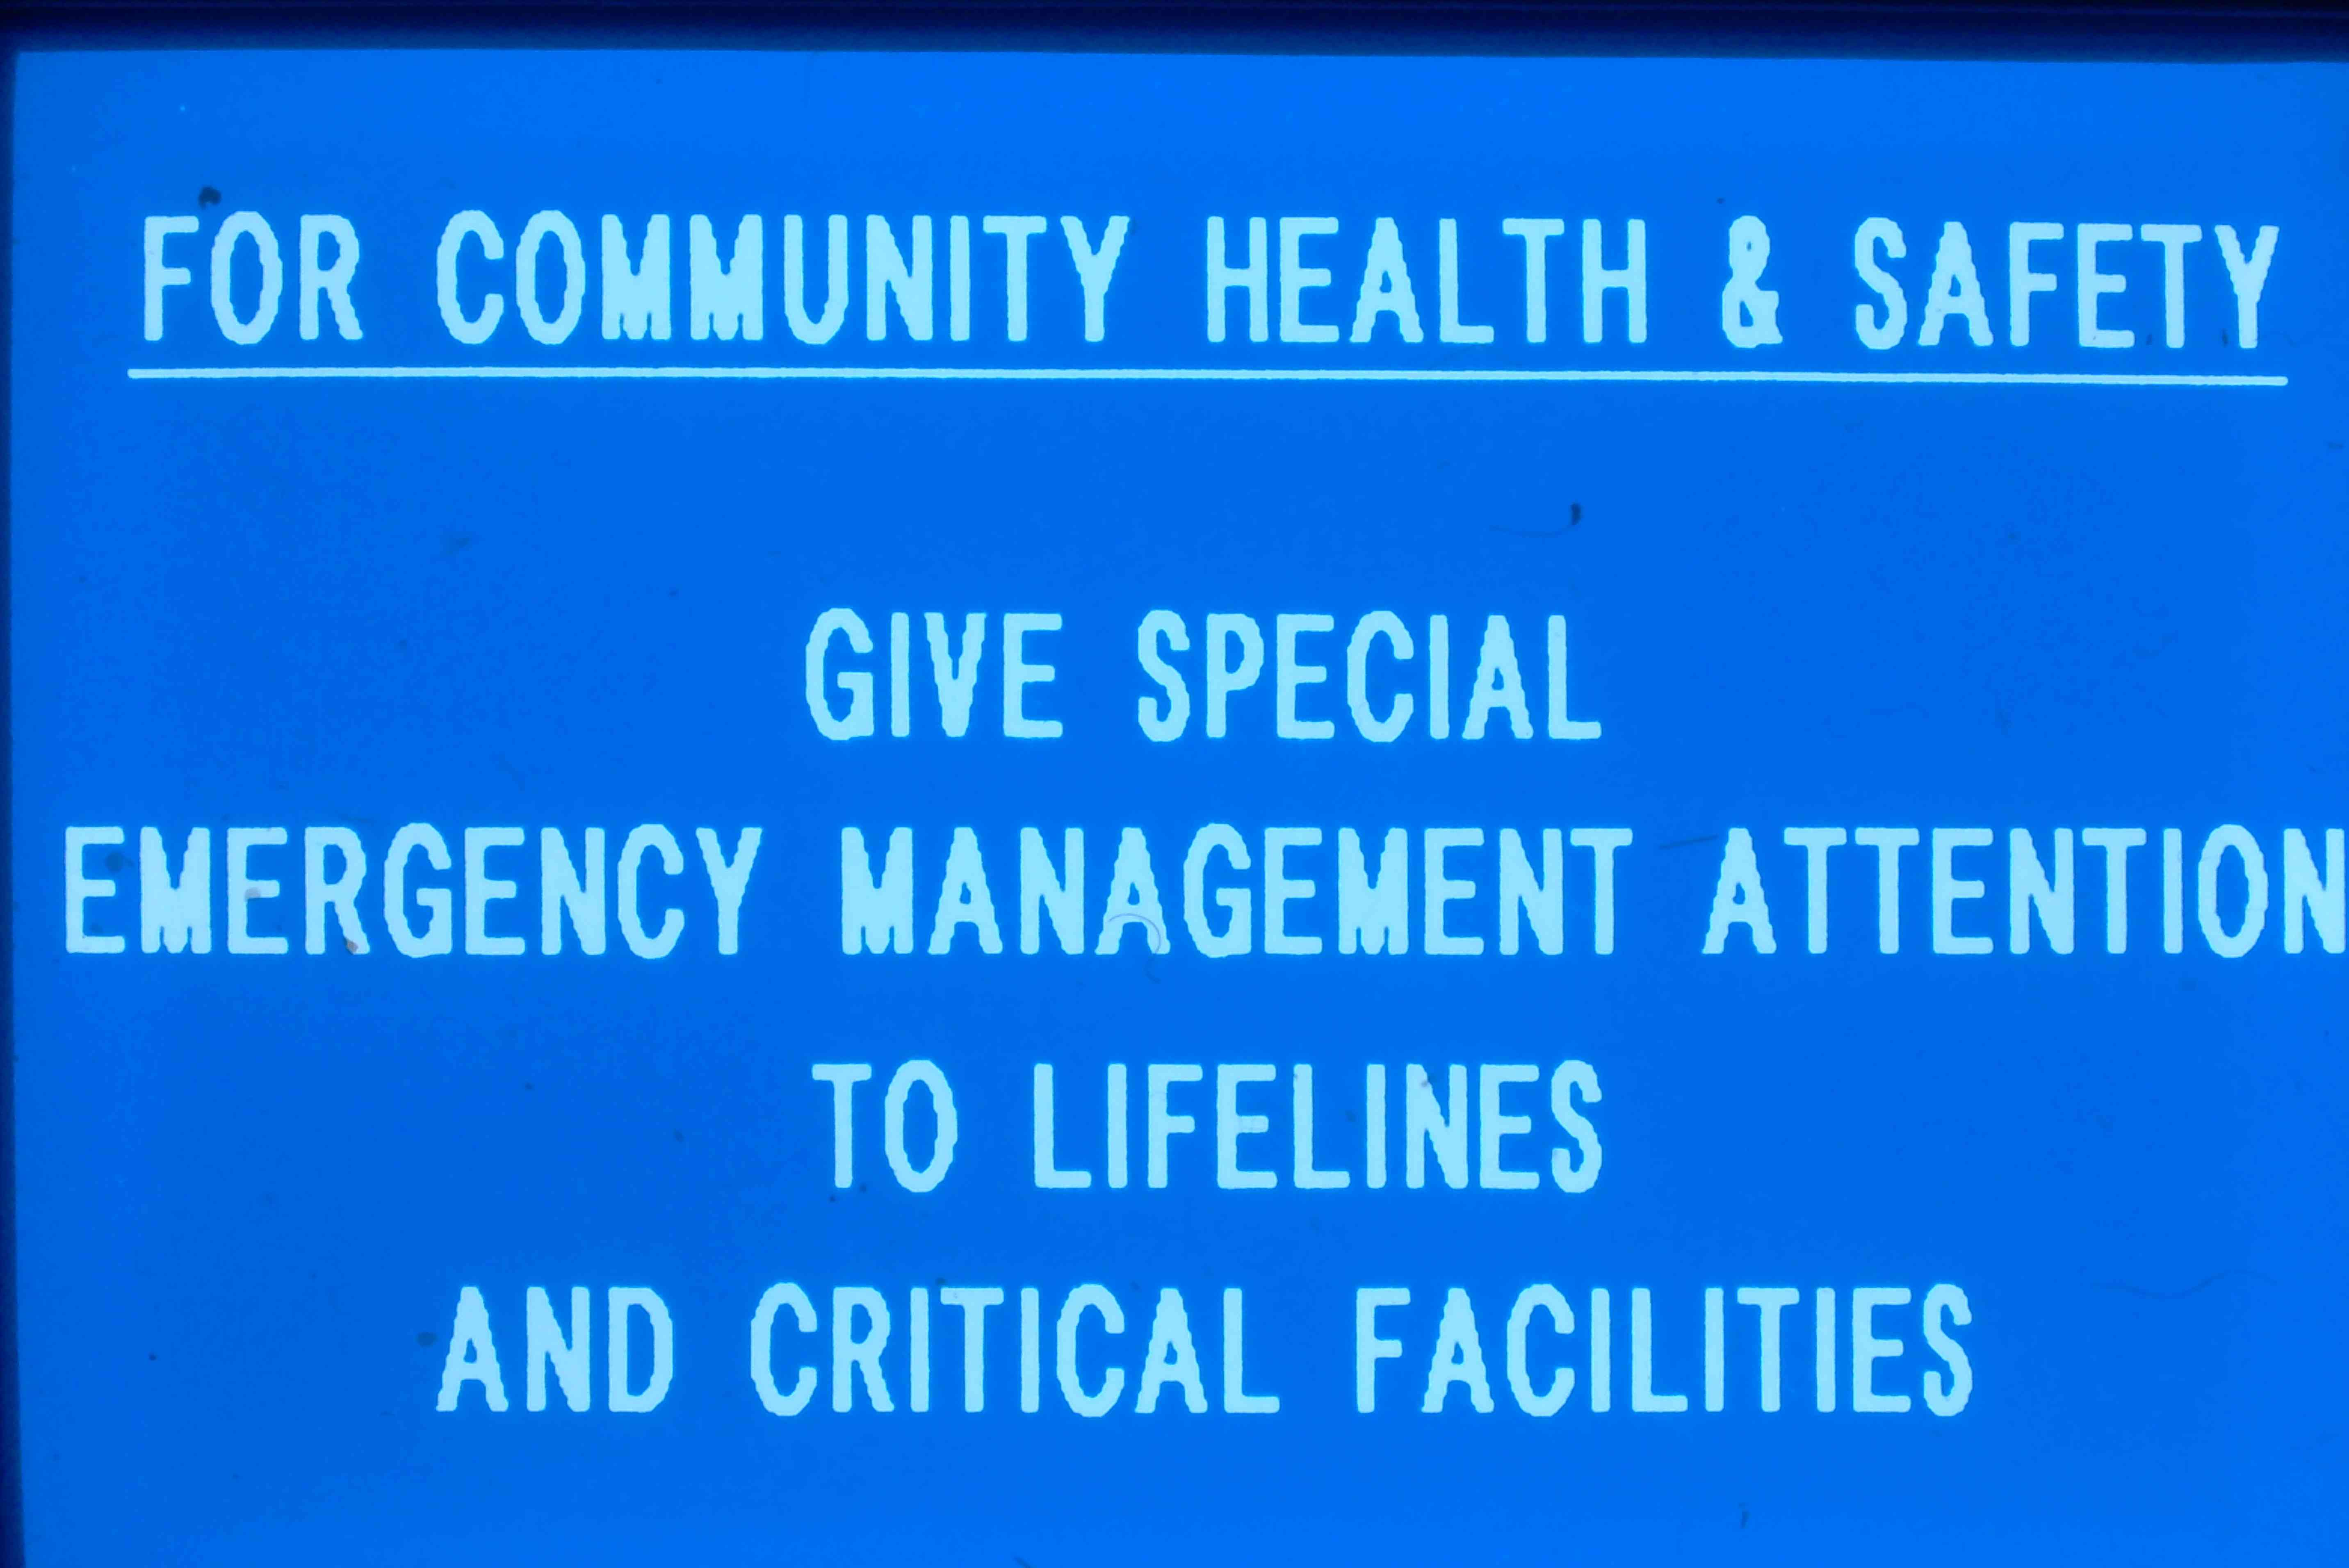 FOR COMMUNITY HEALTH & SAFETY
GIVE SPECIAL
EMERGENCY MANAGEMENT ATTENTION
TO LIFELINES
AND CRITICAL FACILITIES